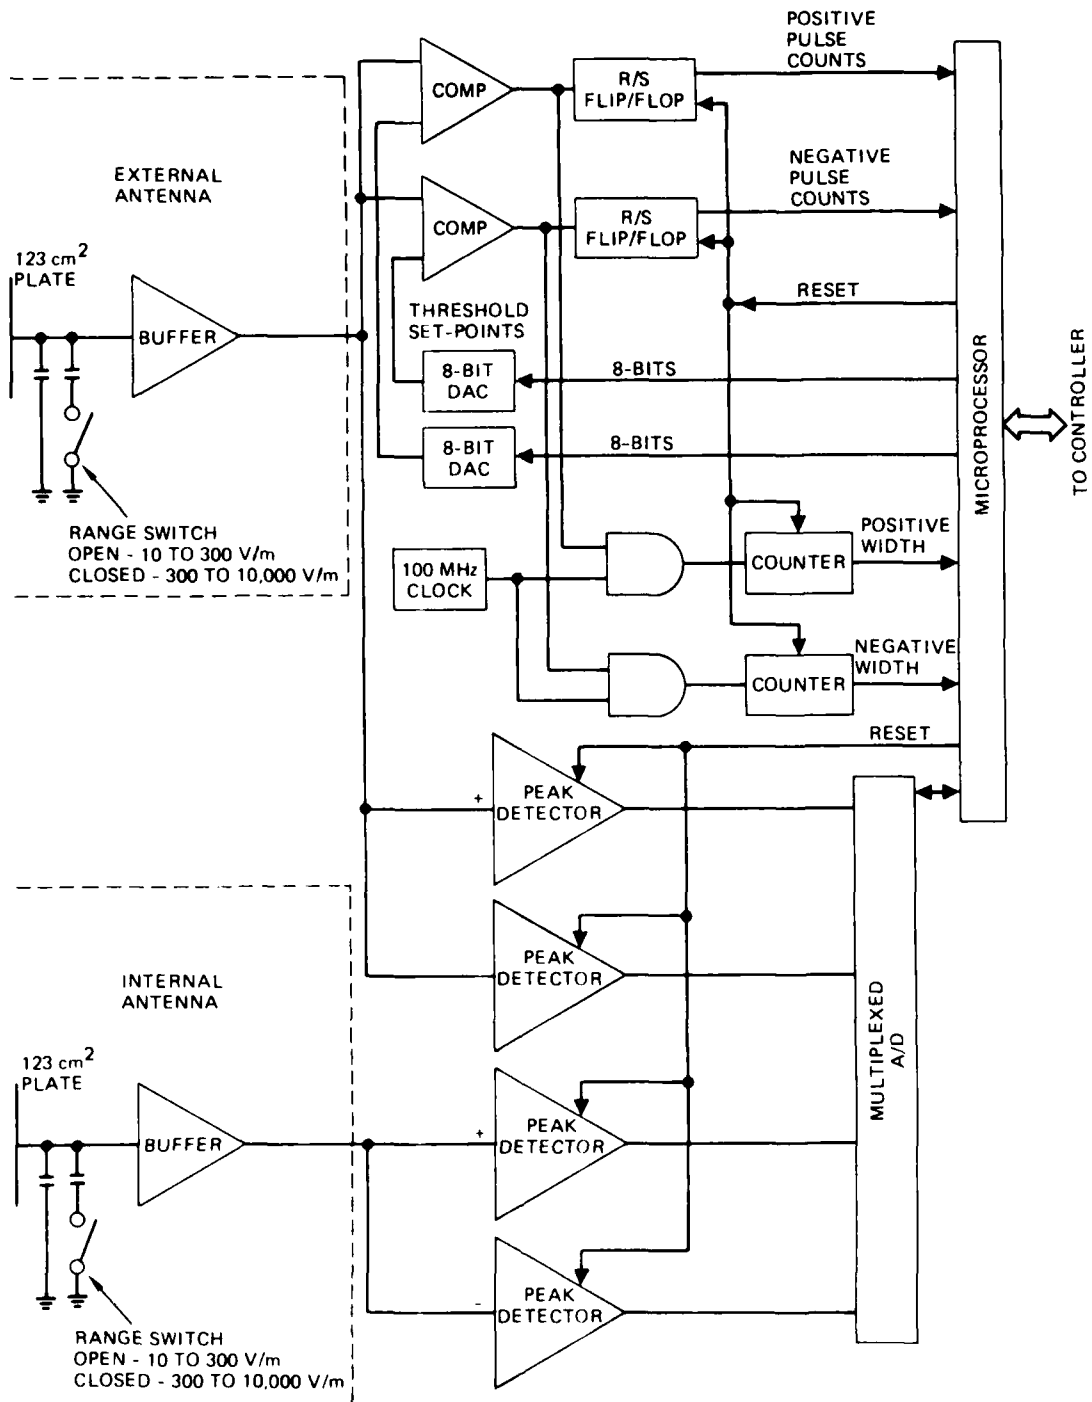 POSITIVE
PULSE
COUNTS
COMP
R/S
FLIP/FLOP
EXTERNAL
ANTENNA
NEGATIVE
PULSE
COUNTS
COMP
R/S
FLIP/FLOP
123 cm2
PLATE
BUFFER
THRESHOLD
SET-POINTS
RESET
8-BIT
DAC
8-BITS
8-BIT
DAC
8-BITS
MICROPROCESSOR
TO CONTROLLER
RANGE SWITCH
OPEN - 10 TO 300 V/m
CLOSED - 300 TO 10,000 V/m
100 MHz
CLOCK
COUNTER
POSITIVE
WIDTH
COUNTER
NEGATIVE
WIDTH
RESET
+
PEAK
DETECTOR
PEAK
DETECTOR
INTERNAL
ANTENNA
MULTIPLEXED
A/D
123 cm2
PLATE
BUFFER
+
PEAK
DETECTOR
-
PEAK
DETECTOR
RANGE SWITCH
OPEN - 10 TO 300 V/m
CLOSED - 300 TO 10,000 V/m